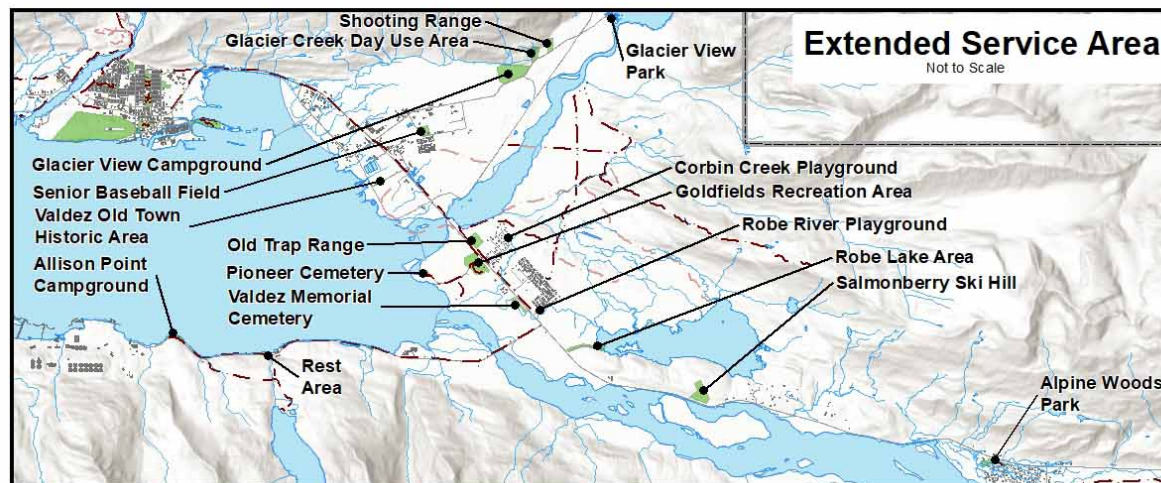 Shooting Range
Glacier Creek Day Use Area
Glacier View
Park
Extended Service Area
Not to Scale
Glacier View Campground
Senior Baseball Field
Valdez Old Town
Historic Area
Allison Point
Campground
Old Trap Range
Pioneer Cemetery
Valdez Memorial
Cemetery
Rest
Area
Corbin Creek Playground
Goldfields Recreation Area
Robe River Playground
Robe Lake Area
Salmonberry Ski Hill
Alpine Woods
Park